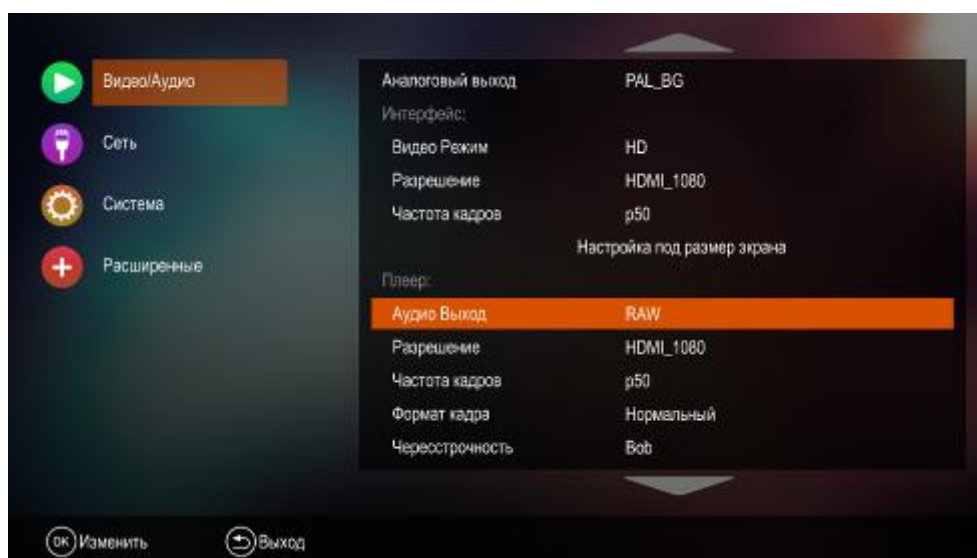 Видео/Аудио
Сеть
Система
Расширенные
Аналоговый выход PAL_BG
Интерфейс:
Видео Режим HD
Разрешение HDMI_1080
Частота кадров p50
Настройка под размер экрана
Плеер:
Аудио Выход RAW
Разрешение HDMI_1080
Частота кадров p50
Формат кадра Нормальный
Чересстрочность Bob
OK Изменить Выход